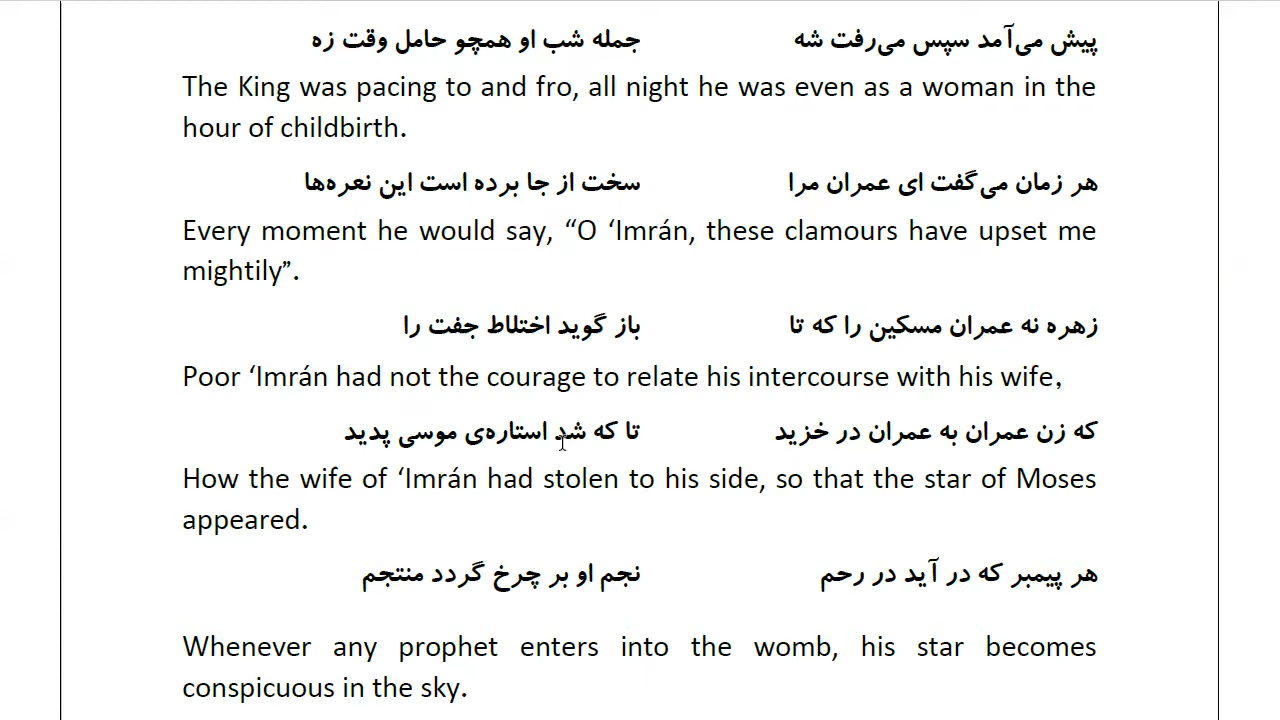 پیش می‌آمد سپس می‌رفت شه جمله شب او همچو حامل وقت زه
The King was pacing to and fro, all night he was even as a woman in the
hour of childbirth.
هر زمان می‌گفت ای عمران مرا سخت از جا برده است این نعره‌ها
Every moment he would say, “O ‘Imrán, these clamours have upset me
mightily”.
زهره نه عمران مسکین را که تا باز گوید اختلاط جفت را
Poor ‘Imrán had not the courage to relate his intercourse with his wife,
که زن عمران به عمران در خزید تا که شد استاره‌ی موسی پدید
How the wife of ‘Imrán had stolen to his side, so that the star of Moses
appeared.
هر پیمبر که در آید در رحم نجم او بر چرخ گردد منتجم
Whenever any prophet enters into the womb, his star becomes
conspicuous in the sky.